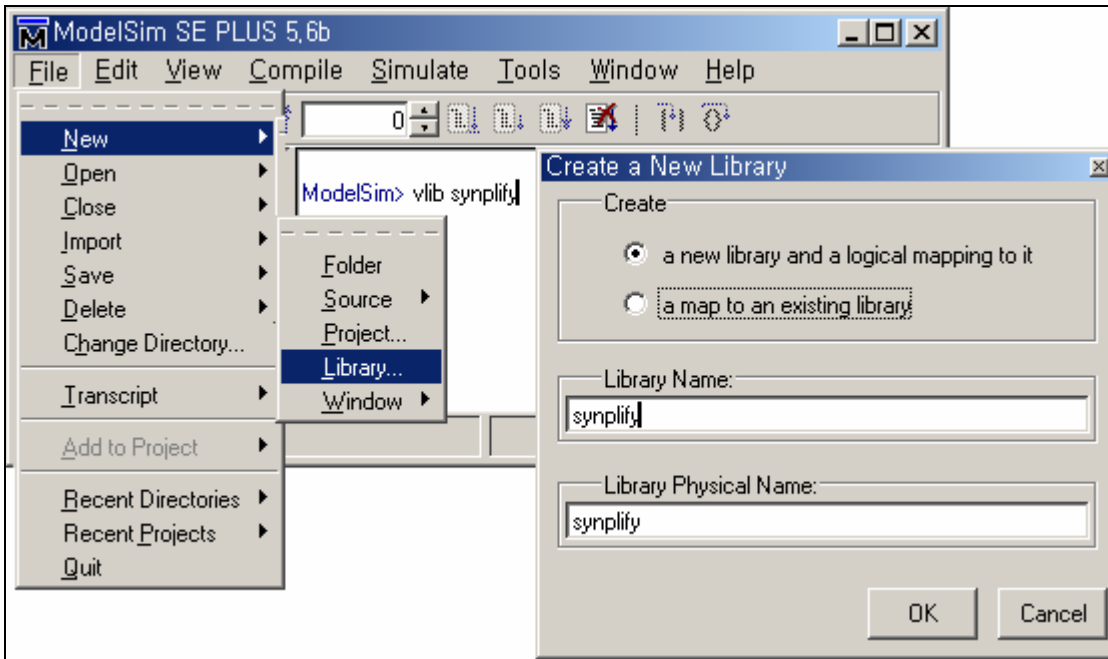 ModelSim SE PLUS 5,6b
File Edit View Compile Simulate Tools Window Help
0
New
Open
Close
Import
Save
Delete
Change Directory...
Transcript
Add to Project
Recent Directories
Recent Projects
Quit
ModelSim> vlib synplify
Folder
Source
Project...
Library...
Window
Create a New Library
Create
a new library and a logical mapping to it
a map to an existing library
Library Name:
synplify
Library Physical Name:
synplify
OK Cancel